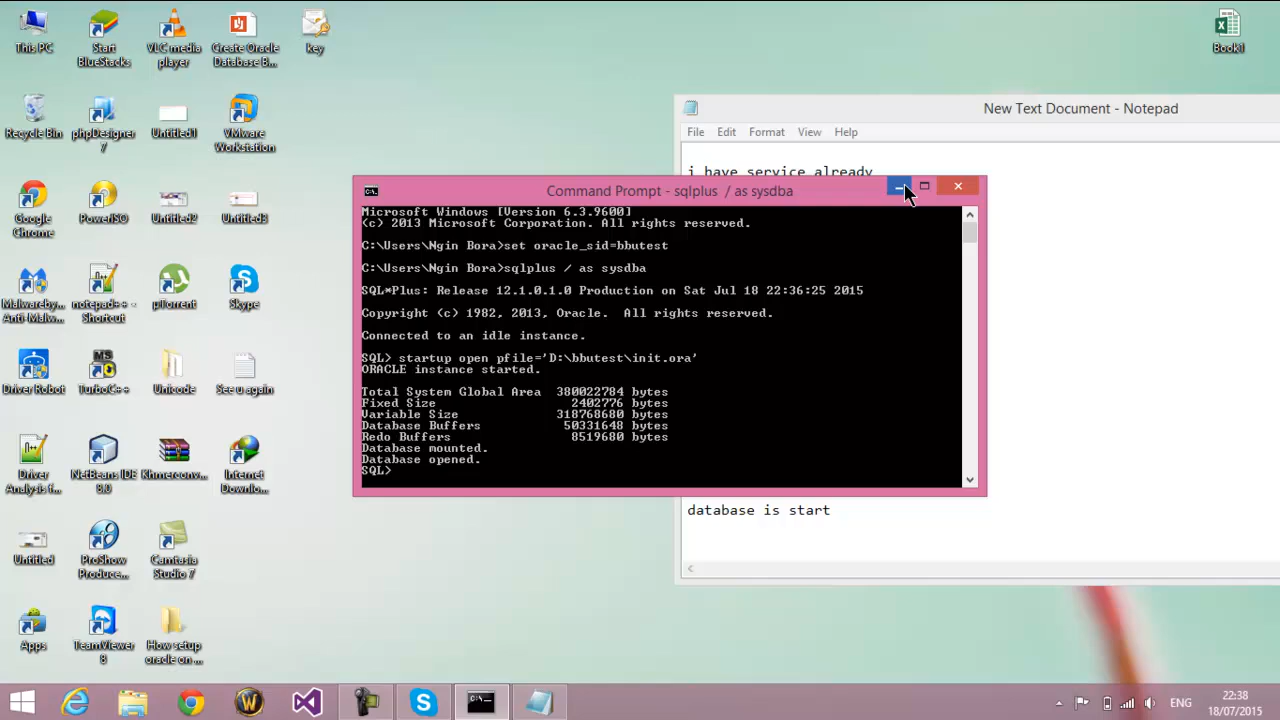 This PC
Start BlueStacks
VLC media player
Create Oracle Database B...
key
Book1
Recycle Bin
phpDesigner 7
Untitled1
VMware Workstation
Google Chrome
PowerISO
Untitled2
Untitled3
Malwareby... Anti-Malw...
notepad++ - Shortcut
µTorrent
Skype
Driver Robot
TurboC++
Unicode
See u again
Driver Analysis f...
NetBeans IDE 8.0
Khmerconv...
Internet Downlo...
Untitled
ProShow Produce...
Camtasia Studio 7
Apps
TeamViewer 8
How setup oracle on ...
New Text Document - Notepad
File Edit Format View Help
i have service already
database is start
Command Prompt - sqlplus / as sysdba
Microsoft Windows [Version 6.3.9600]
(c) 2013 Microsoft Corporation. All rights reserved.
C:\Users\Ngin Bora>set oracle_sid=bbutest
C:\Users\Ngin Bora>sqlplus / as sysdba
SQL*Plus: Release 12.1.0.1.0 Production on Sat Jul 18 22:36:25 2015
Copyright (c) 1982, 2013, Oracle. All rights reserved.
Connected to an idle instance.
SQL> startup open pfile='D:\bbutest\init.ora'
ORACLE instance started.
Total System Global Area 380022784 bytes
Fixed Size 2402776 bytes
Variable Size 318768680 bytes
Database Buffers 50331648 bytes
Redo Buffers 8519680 bytes
Database mounted.
Database opened.
SQL>
ENG
22:38
18/07/2015